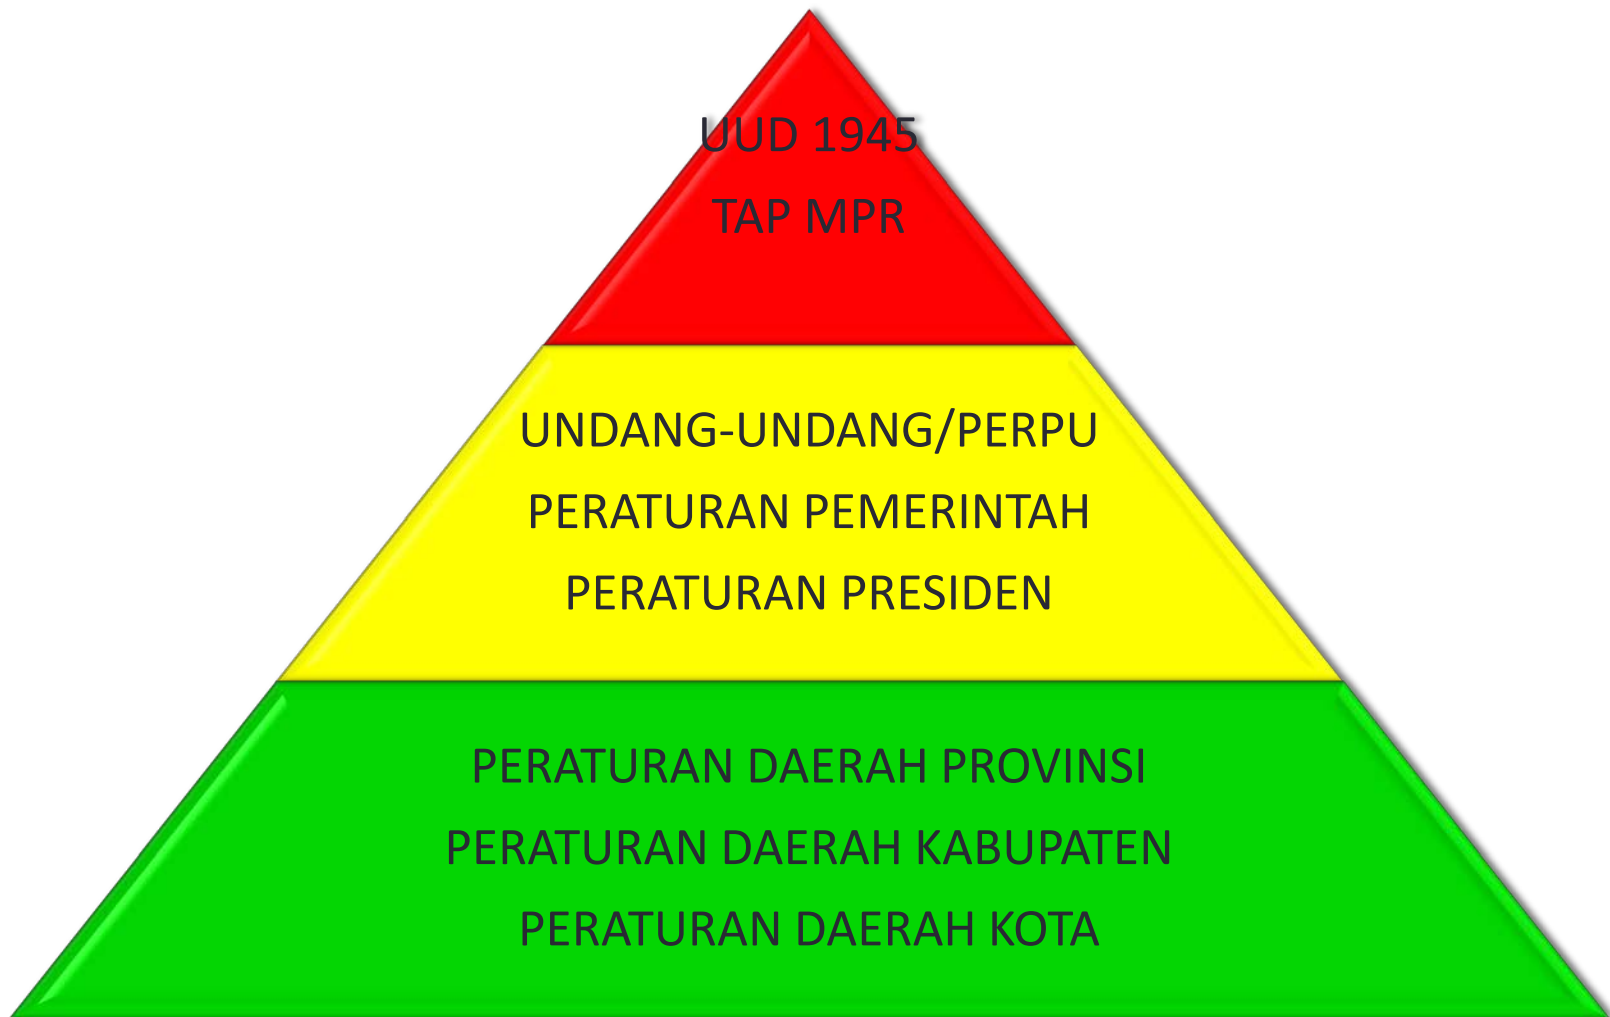 UUD 1945
TAP MPR
UNDANG-UNDANG/PERPU
PERATURAN PEMERINTAH
PERATURAN PRESIDEN
PERATURAN DAERAH PROVINSI
PERATURAN DAERAH KABUPATEN
PERATURAN DAERAH KOTA